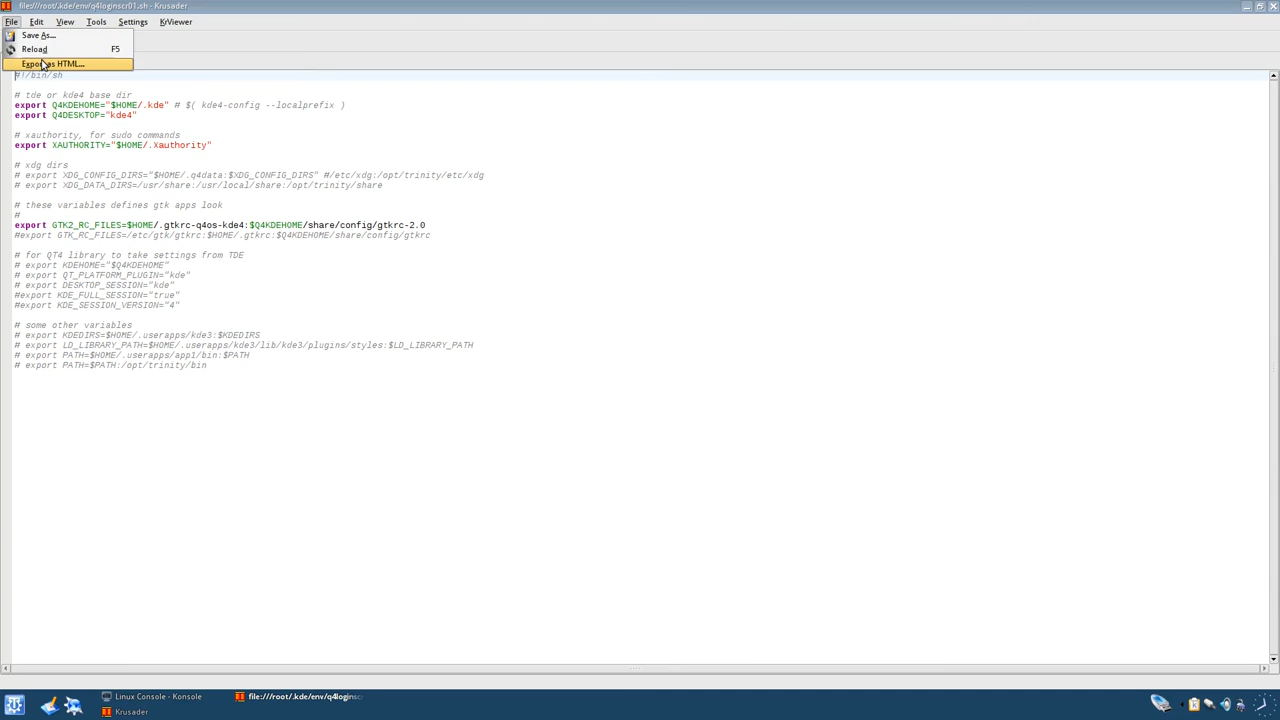 file:///root/.kde/env/q4loginscr01.sh - Krusader
File Edit View Tools Settings KrViewer
Save As...
Reload F5
Export as HTML...
#!/bin/sh
# tde or kde4 base dir
export Q4KDEHOME="$HOME/.kde" # $( kde4-config --localprefix )
export Q4DESKTOP="kde4"
# xauthority, for sudo commands
export XAUTHORITY="$HOME/.Xauthority"
# xdg dirs
# export XDG_CONFIG_DIRS="$HOME/.q4data:$XDG_CONFIG_DIRS" #/etc/xdg:/opt/trinity/etc/xdg
# export XDG_DATA_DIRS=/usr/share:/usr/local/share:/opt/trinity/share
# these variables defines gtk apps look
#
export GTK2_RC_FILES=$HOME/.gtkrc-q4os-kde4:$Q4KDEHOME/share/config/gtkrc-2.0
#export GTK_RC_FILES=/etc/gtk/gtkrc:$HOME/.gtkrc:$Q4KDEHOME/share/config/gtkrc
# for QT4 library to take settings from TDE
# export KDEHOME="$Q4KDEHOME"
# export QT_PLATFORM_PLUGIN="kde"
# export DESKTOP_SESSION="kde"
#export KDE_FULL_SESSION="true"
#export KDE_SESSION_VERSION="4"
# some other variables
# export KDEDIRS=$HOME/.userapps/kde3:$KDEDIRS
# export LD_LIBRARY_PATH=$HOME/.userapps/kde3/lib/kde3/plugins/styles:$LD_LIBRARY_PATH
# export PATH=$HOME/.userapps/app1/bin:$PATH
# export PATH=$PATH:/opt/trinity/bin
Linux Console - Konsole
file:///root/.kde/env/q4loginsc
Krusader